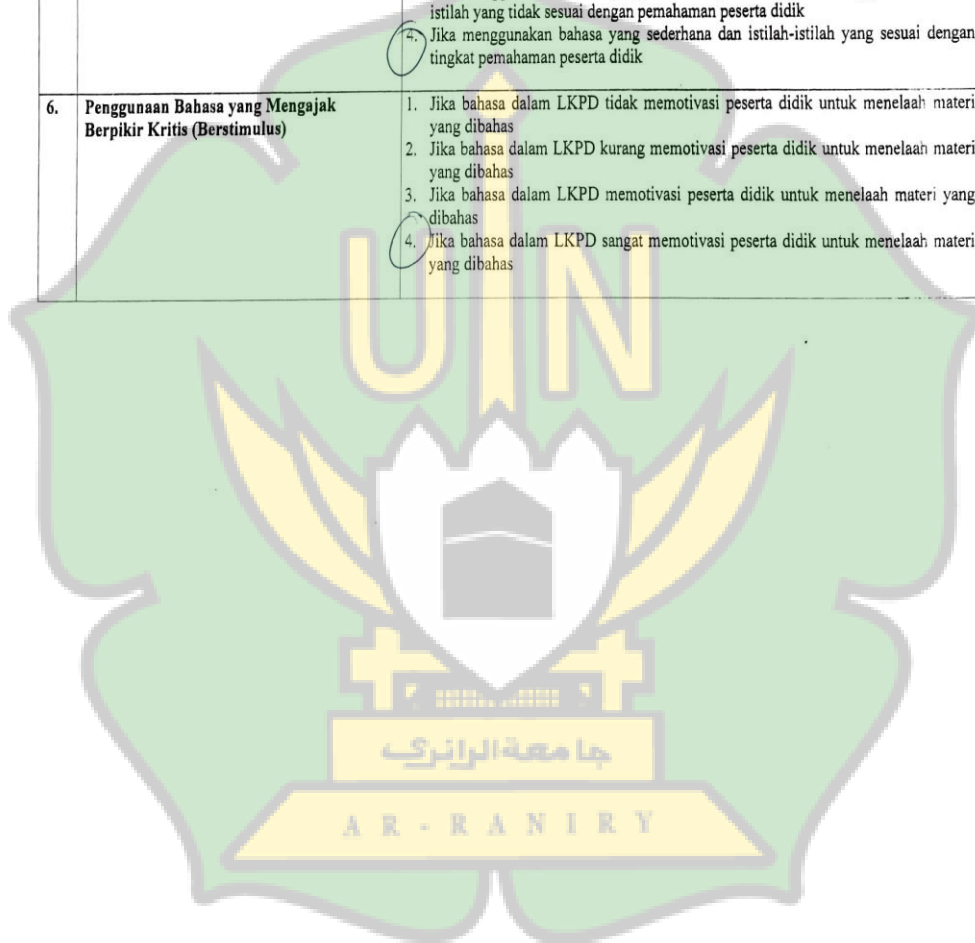 istilah yang tidak sesuai dengan pemahaman peserta didik
4. Jika menggunakan bahasa yang sederhana dan istilah-istilah yang sesuai dengan
tingkat pemahaman peserta didik
6. Penggunaan Bahasa yang Mengajak
Berpikir Kritis (Berstimulus)
1. Jika bahasa dalam LKPD tidak memotivasi peserta didik untuk menelaah materi
yang dibahas
2. Jika bahasa dalam LKPD kurang memotivasi peserta didik untuk menelaah materi
yang dibahas
3. Jika bahasa dalam LKPD memotivasi peserta didik untuk menelaah materi yang
dibahas
4. Jika bahasa dalam LKPD sangat memotivasi peserta didik untuk menelaah materi
yang dibahas
UIN
جامعة الرانري
AR-RANIRY